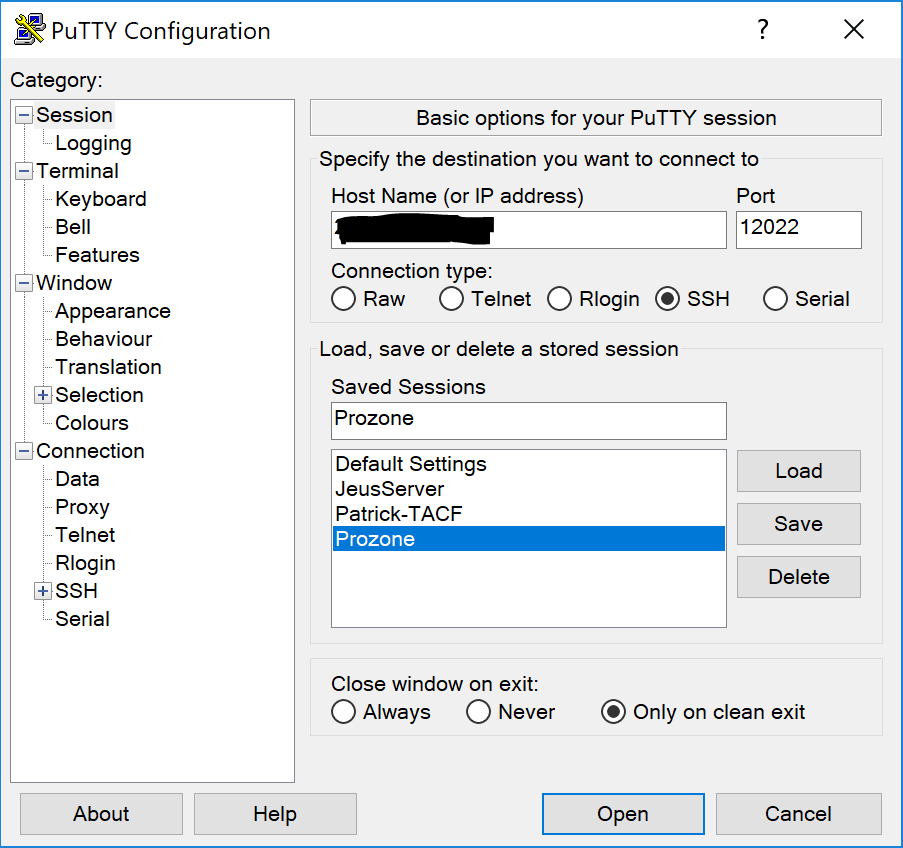 PuTTY Configuration
?
Category:
Session
Logging
Terminal
Keyboard
Bell
Features
Window
Appearance
Behaviour
Translation
Selection
Colours
Connection
Data
Proxy
Telnet
Rlogin
SSH
Serial
Basic options for your PuTTY session
Specify the destination you want to connect to
Host Name (or IP address) Port
12022
Connection type:
Raw Telnet Rlogin SSH Serial
Load, save or delete a stored session
Saved Sessions
Prozone
Default Settings
JeusServer
Patrick-TACF
Prozone
Load
Save
Delete
Close window on exit:
Always Never Only on clean exit
About Help Open Cancel